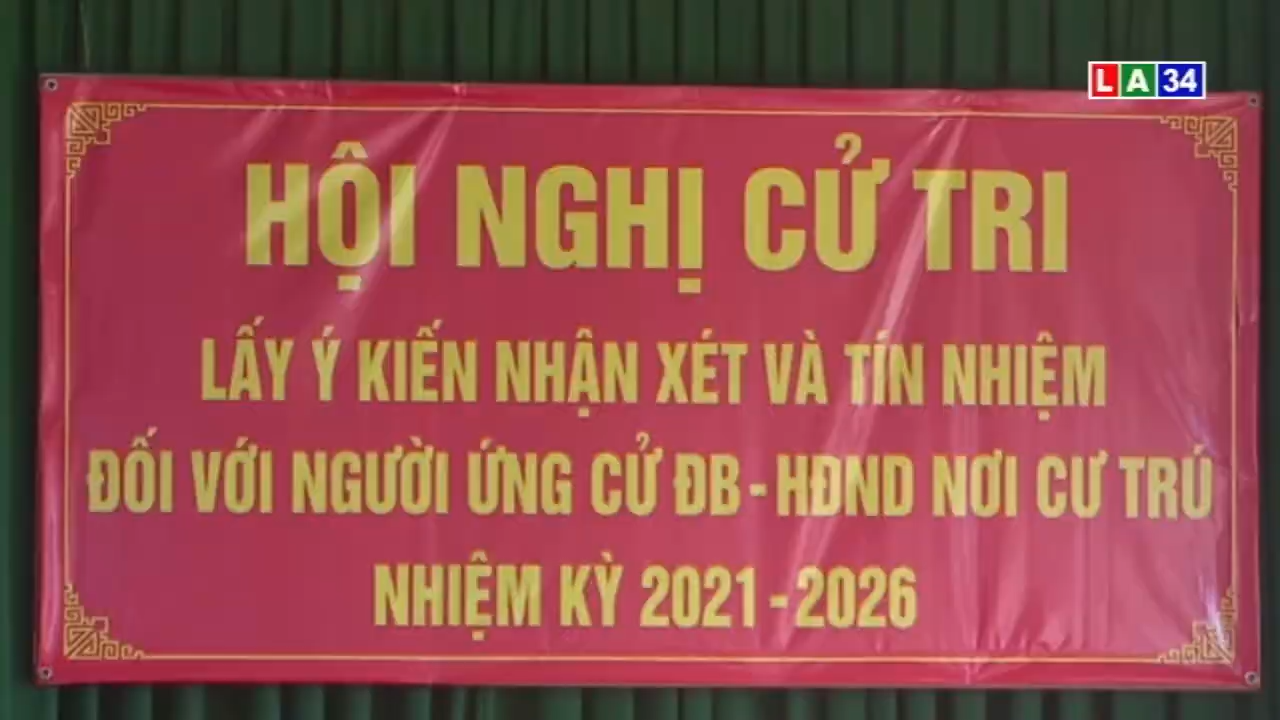 LA34
HỘI NGHỊ CỬ TRI
LẤY Ý KIẾN NHẬN XÉT VÀ TÍN NHIỆM
ĐỐI VỚI NGƯỜI ỨNG CỬ ĐB - HĐND NƠI CƯ TRÚ
NHIỆM KỲ 2021 - 2026